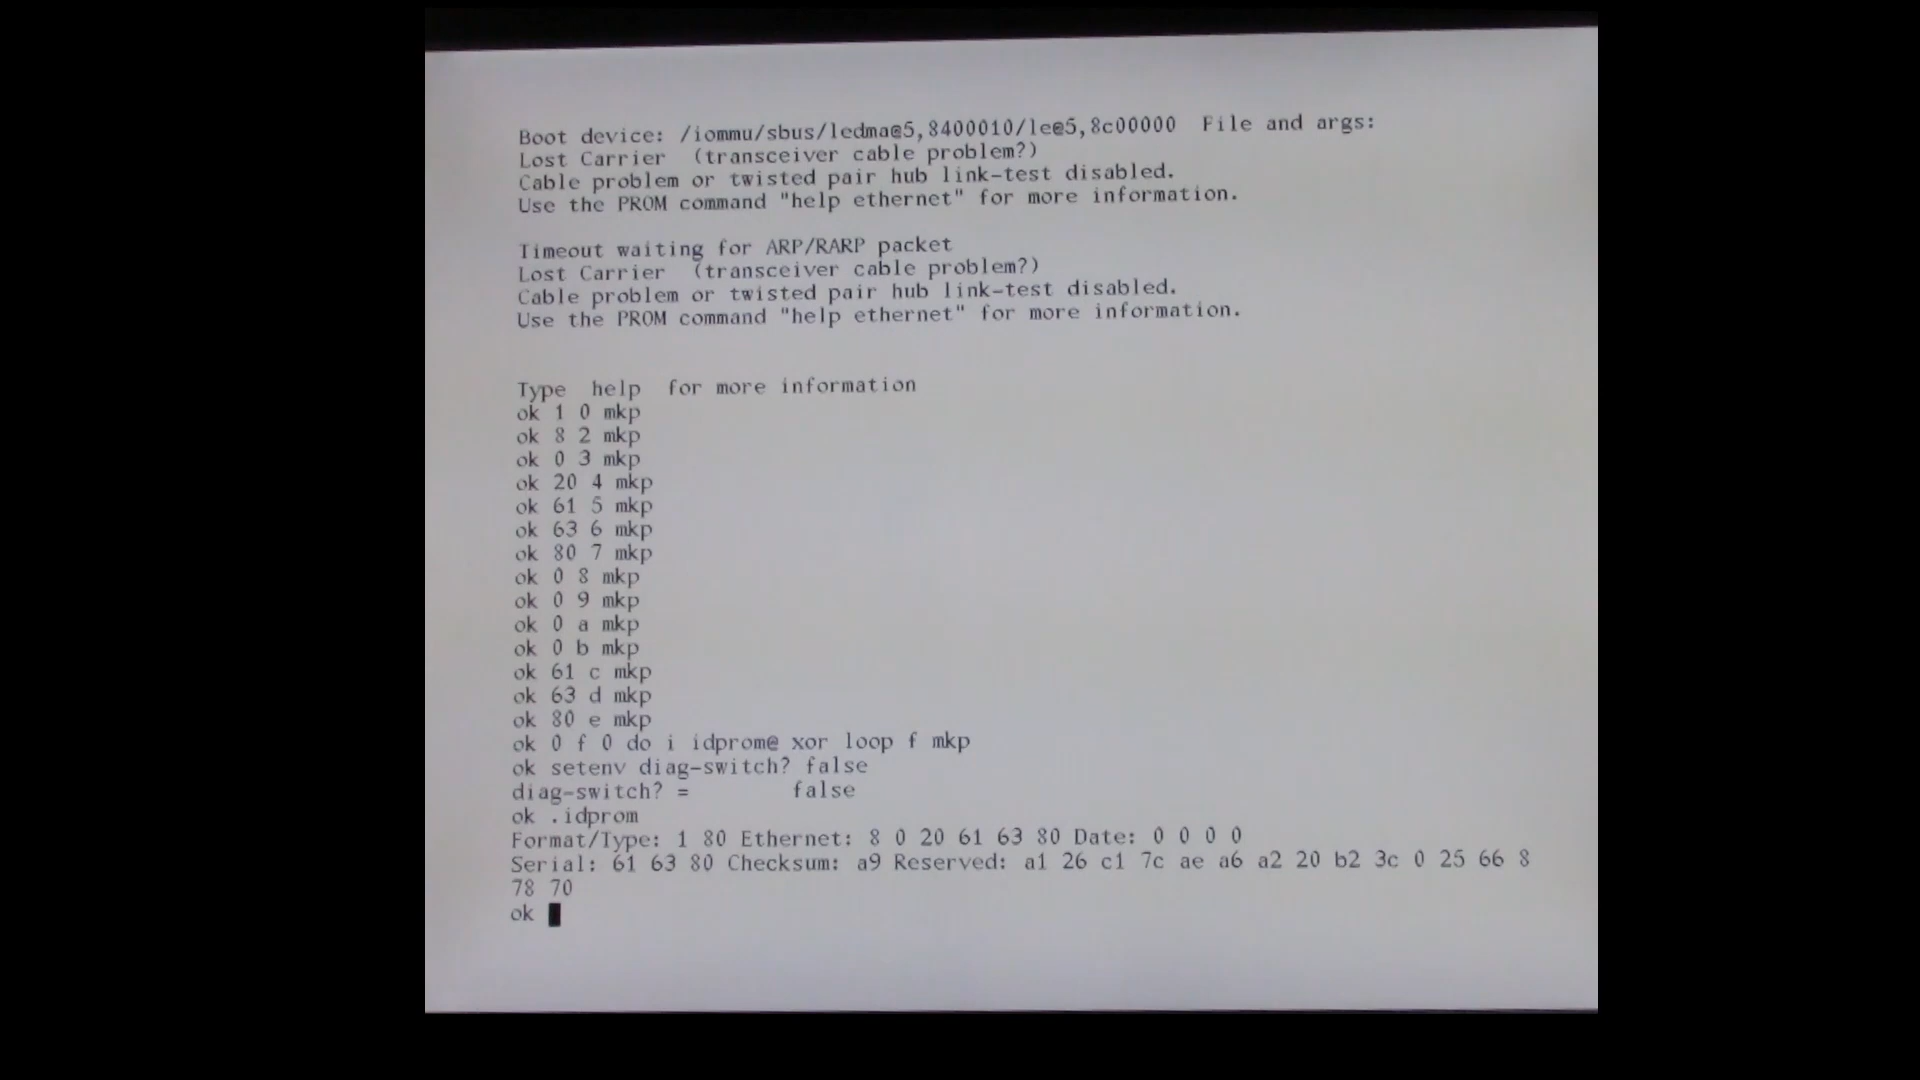 Boot device: /iommu/sbus/ledma@5,8400010/le@5,8c00000  File and args:
Lost Carrier  (transceiver cable problem?)
Cable problem or twisted pair hub link-test disabled.
Use the PROM command "help ethernet" for more information.
Timeout waiting for ARP/RARP packet
Lost Carrier  (transceiver cable problem?)
Cable problem or twisted pair hub link-test disabled.
Use the PROM command "help ethernet" for more information.
Type  help  for more information
ok 1 0 mkp
ok 8 2 mkp
ok 0 3 mkp
ok 20 4 mkp
ok 61 5 mkp
ok 63 6 mkp
ok 80 7 mkp
ok 0 8 mkp
ok 0 9 mkp
ok 0 a mkp
ok 0 b mkp
ok 61 c mkp
ok 63 d mkp
ok 80 e mkp
ok 0 f 0 do i idprom@ xor loop f mkp
ok setenv diag-switch? false
diag-switch? =        false
ok .idprom
Format/Type: 1 80 Ethernet: 8 0 20 61 63 80 Date: 0 0 0 0
Serial: 61 63 80 Checksum: a9 Reserved: a1 26 c1 7c ae a6 a2 20 b2 3c 0 25 66 8
78 70
ok